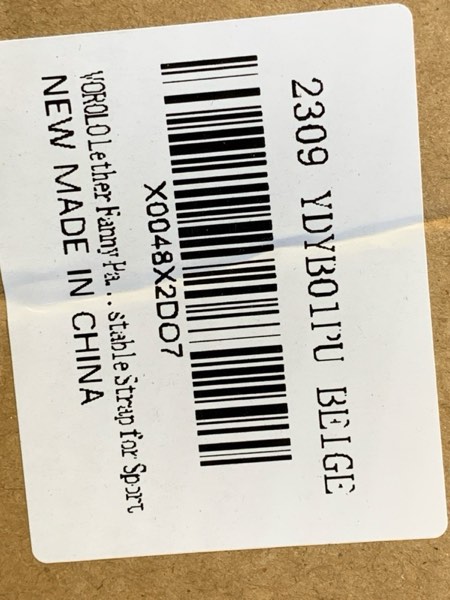 2309 YDYB01PU BEIGE
X0048X2DO7
VOROLO Lether Fanny Pa...stable Strap for Sport
NEW MADE IN CHINA